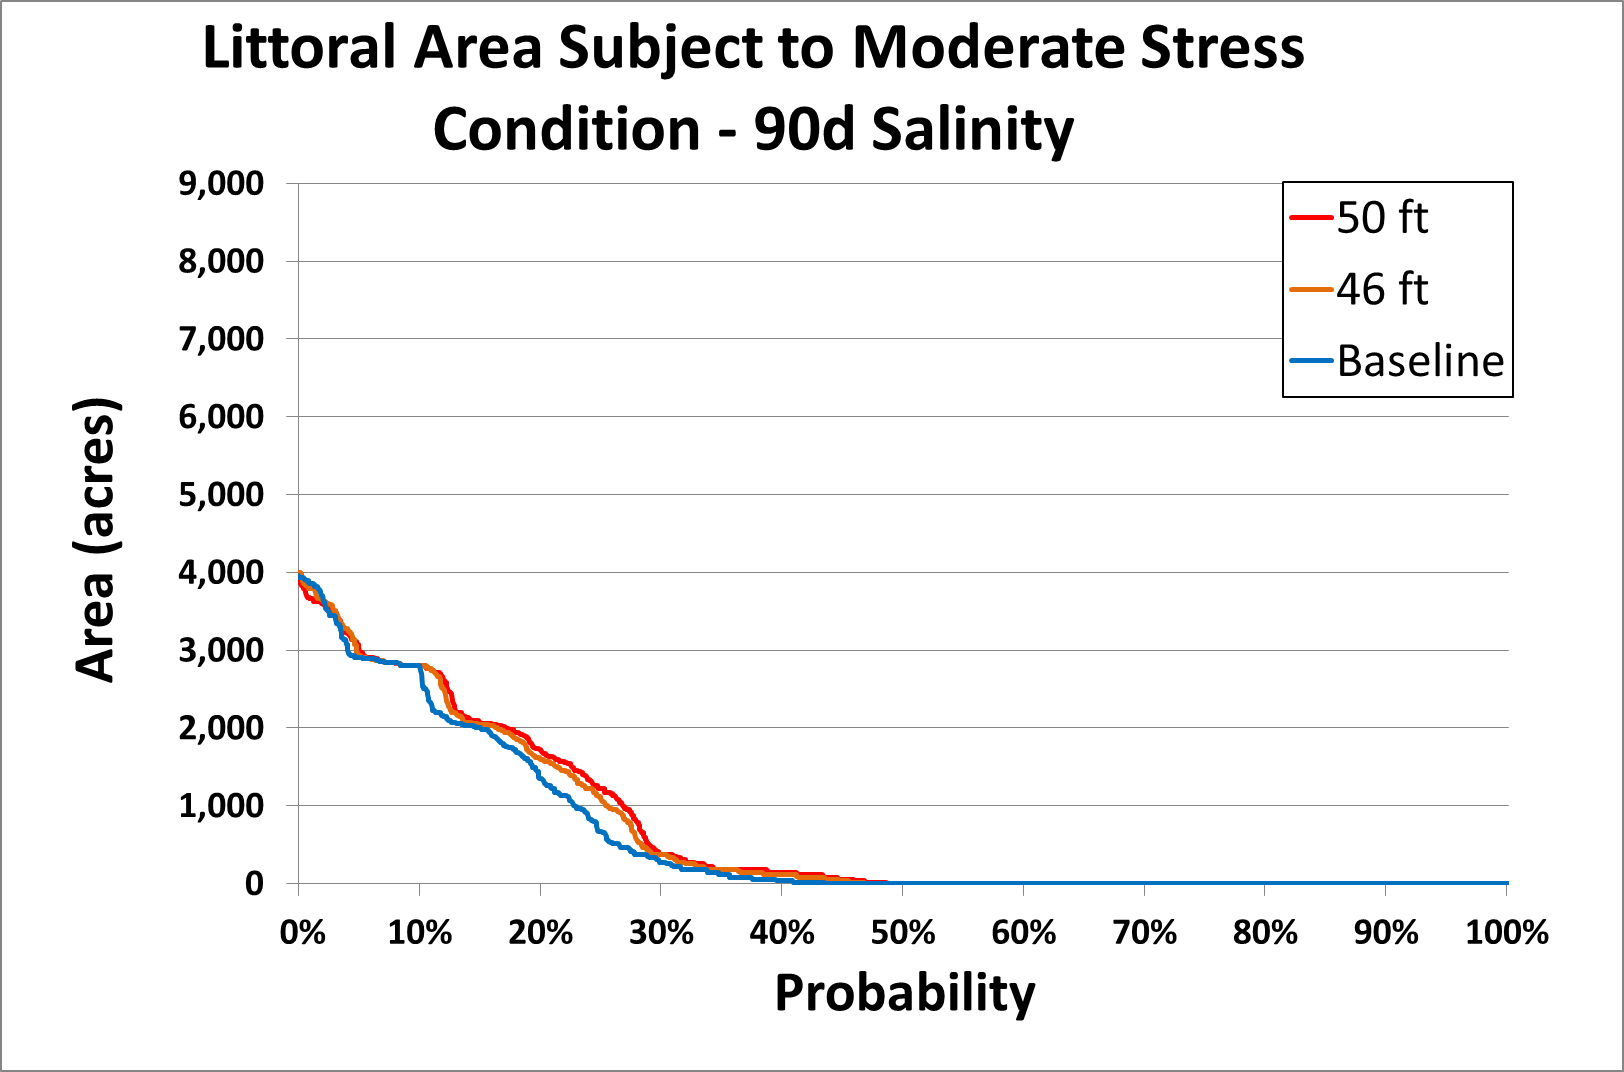 Littoral Area Subject to Moderate Stress
Condition - 90d Salinity
9,000
8,000
7,000
6,000
5,000
4,000
3,000
2,000
1,000
0
Area (acres)
50 ft
46 ft
Baseline
0% 10% 20% 30% 40% 50% 60% 70% 80% 90% 100%
Probability